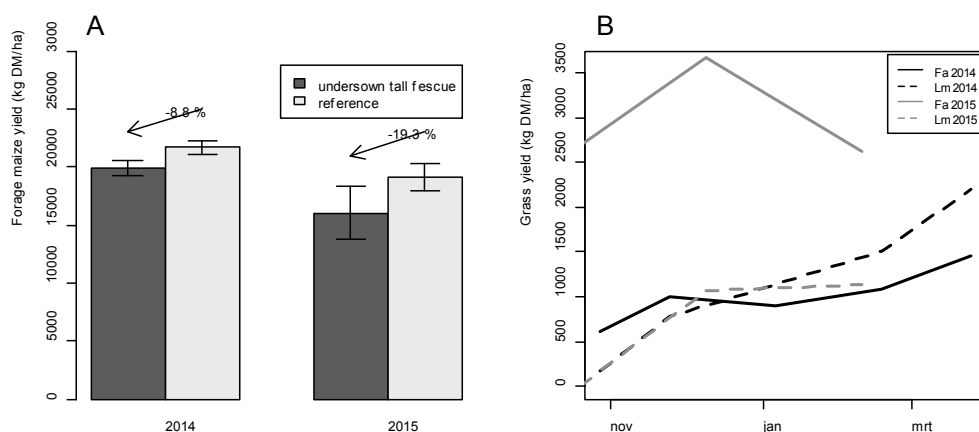 A
Forage maize yield (kg DM/ha)
0
5000
10000
15000
20000
25000
3000
undersown tall fescue
reference
-8.8 %
-19.3 %
2014
2015
B
Grass yield (kg DM/ha)
0
500
1000
1500
2000
2500
3000
3500
Fa 2014
Lm 2014
Fa 2015
Lm 2015
nov
jan
mrt